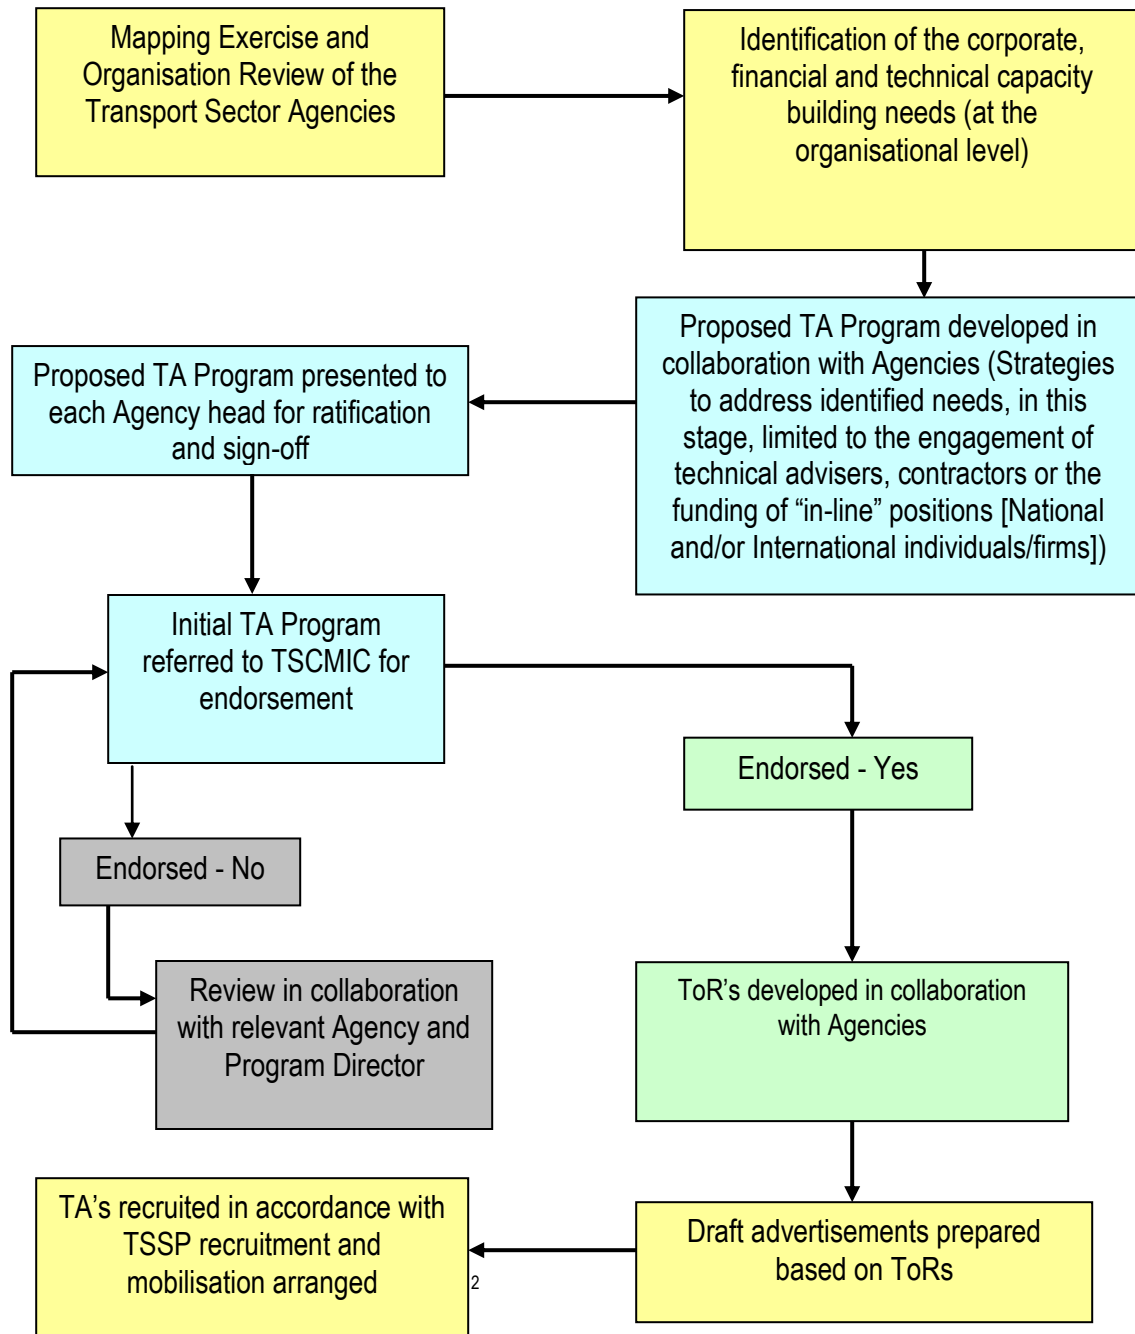 Mapping Exercise and
Organisation Review of the
Transport Sector Agencies
Identification of the corporate,
financial and technical capacity
building needs (at the
organisational level)
Proposed TA Program developed in
collaboration with Agencies (Strategies
to address identified needs, in this
stage, limited to the engagement of
technical advisers, contractors or the
funding of “in-line” positions [National
and/or International individuals/firms])
Proposed TA Program presented to
each Agency head for ratification
and sign-off
Initial TA Program
referred to TSCMIC for
endorsement
Endorsed - Yes
Endorsed - No
Review in collaboration
with relevant Agency and
Program Director
ToR’s developed in collaboration
with Agencies
Draft advertisements prepared
based on ToRs
TA’s recruited in accordance with
TSSP recruitment and
mobilisation arranged
2